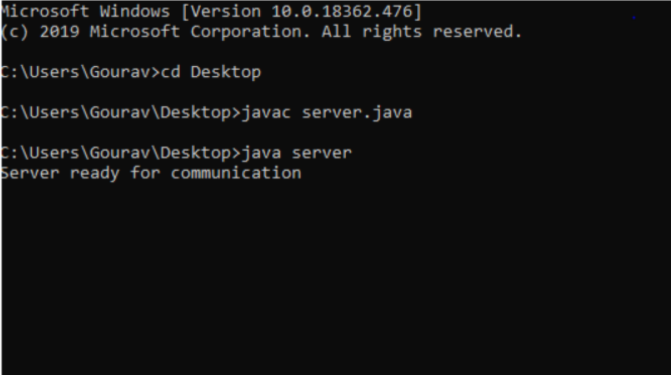 Microsoft Windows [Version 10.0.18362.476]
(c) 2019 Microsoft Corporation. All rights reserved.
C:\Users\Gourav>cd Desktop
C:\Users\Gourav\Desktop>javac server.java
C:\Users\Gourav\Desktop>java server
Server ready for communication